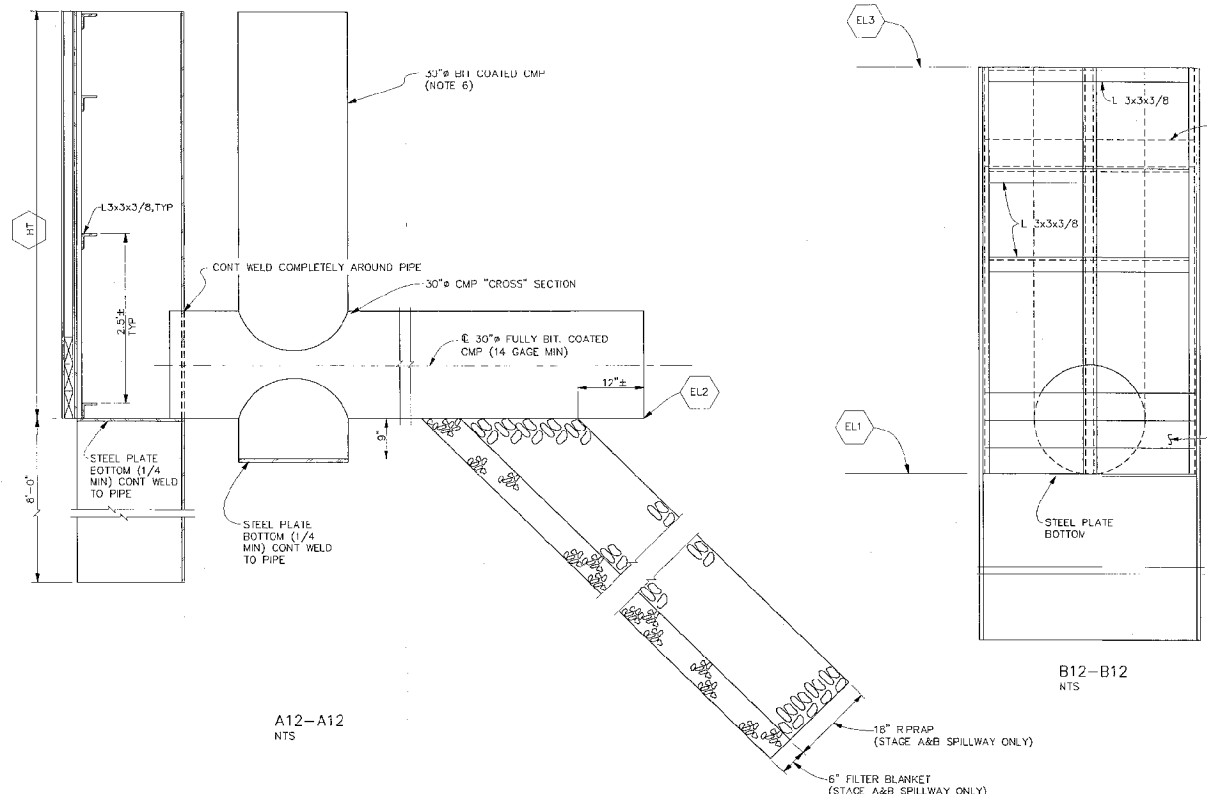 EL3
30"ø BIT COATED CMP
(NOTE 6)
L 3x3x3/8
L3x3x3/8,TYP
HT
L 3x3x3/8
CONT WELD COMPLETELY AROUND PIPE
30"ø CMP "CROSS" SECTION
2.5'±
TYP
℄ 30"ø FULLY BIT. COATED
CMP (14 GAGE MIN)
12"±
EL2
EL1
9"
STEEL PLATE
BOTTOM (1/4
MIN) CONT WELD
TO PIPE
8'-0"
STEEL PLATE
BOTTOM (1/4
MIN) CONT WELD
TO PIPE
STEEL PLATE
BOTTOM
B12-B12
NTS
A12-A12
NTS
18" RPRAP
(STAGE A&B SPILLWAY ONLY)
6" FILTER BLANKET
(STAGE A&B SPILLWAY ONLY)